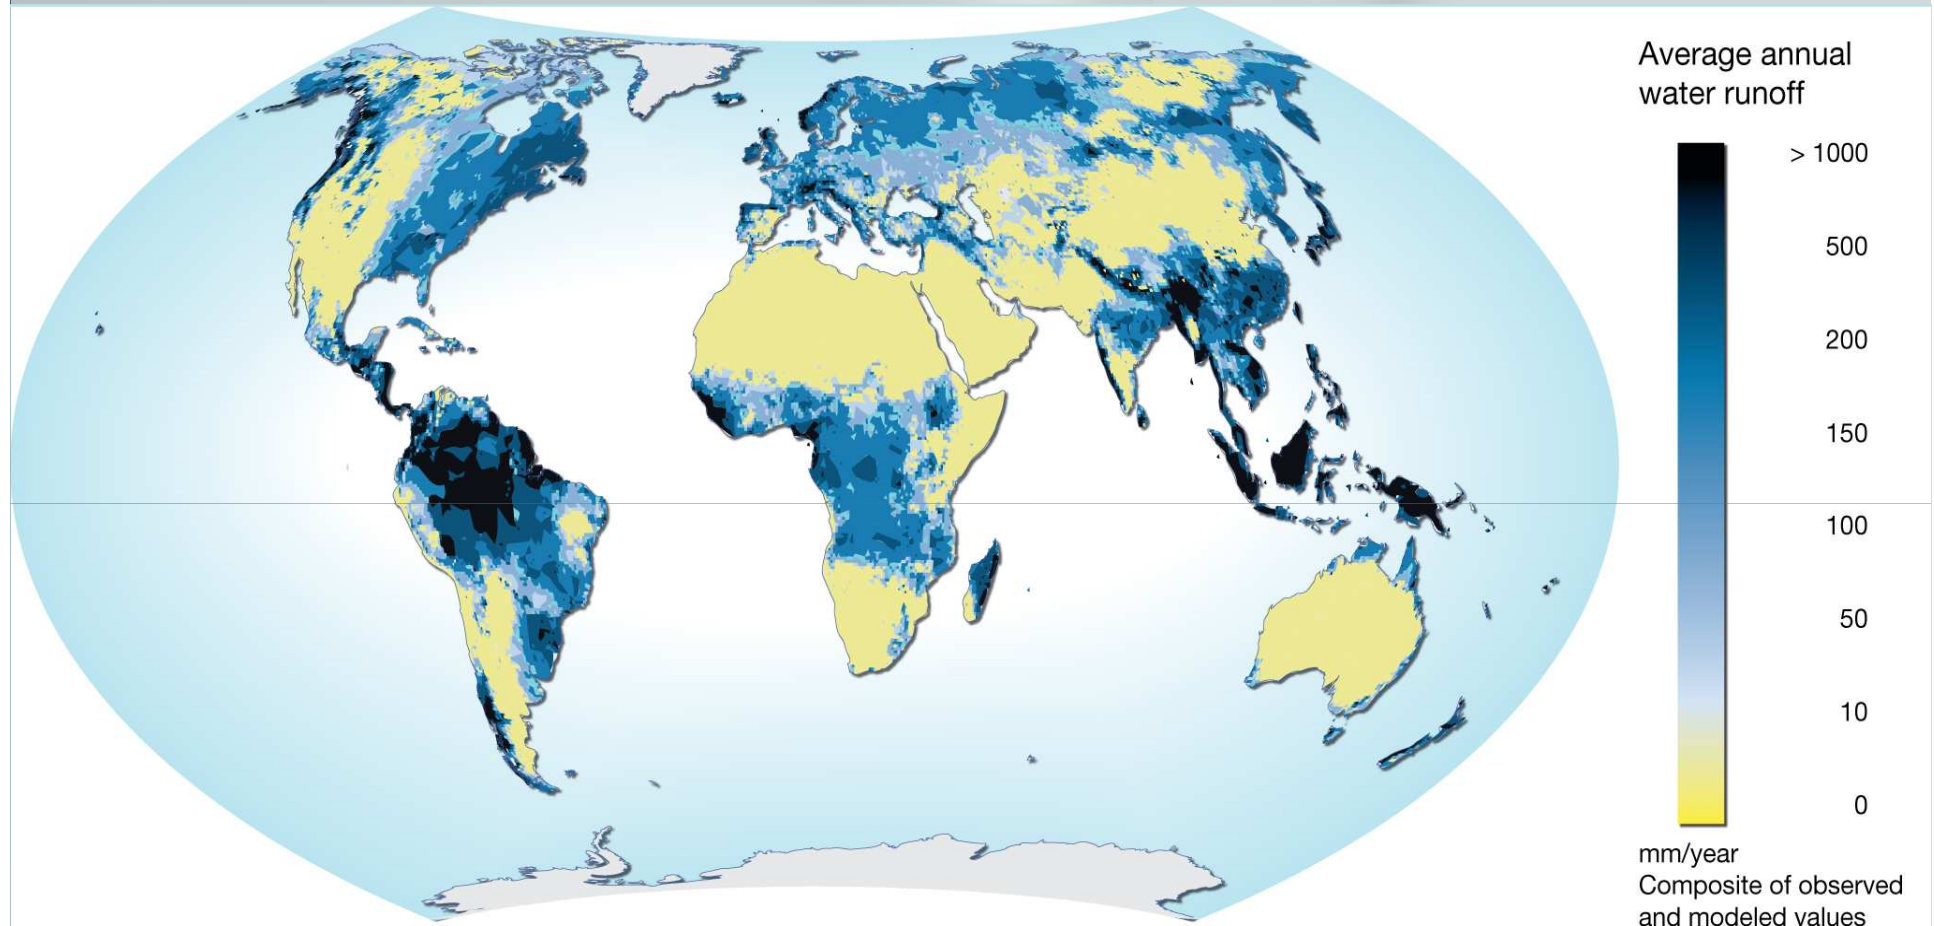 Average annual
water runoff
> 1000
500
200
150
100
50
10
0
mm/year
Composite of observed
and modeled values